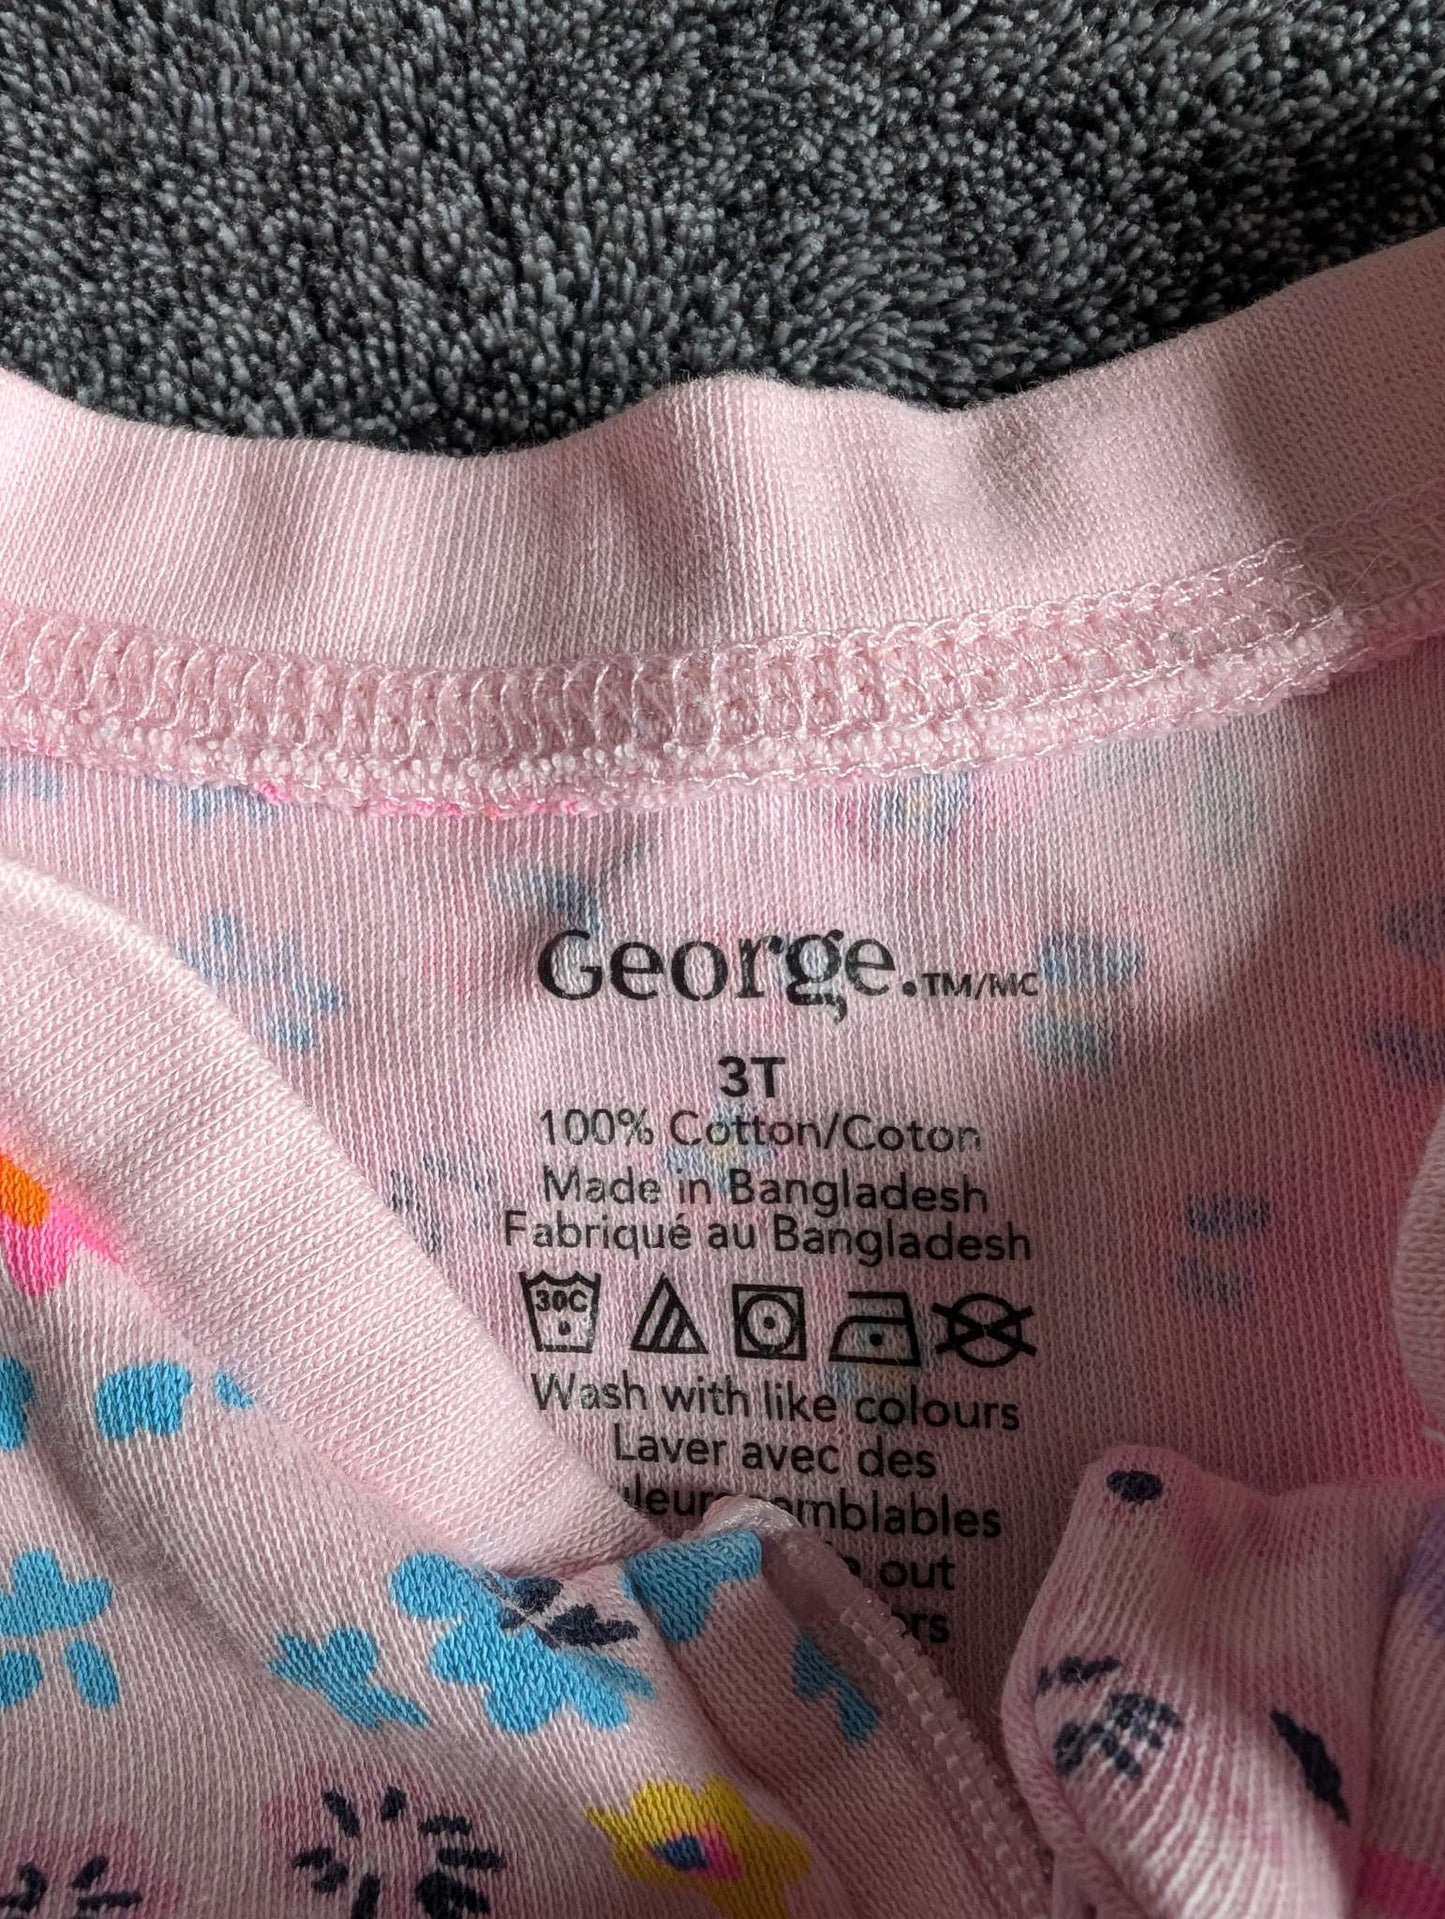 George.TM/MC
3T
100% Cotton/Coton
Made in Bangladesh
Fabriqué au Bangladesh
30C
Wash with like colours
Laver avec des
out